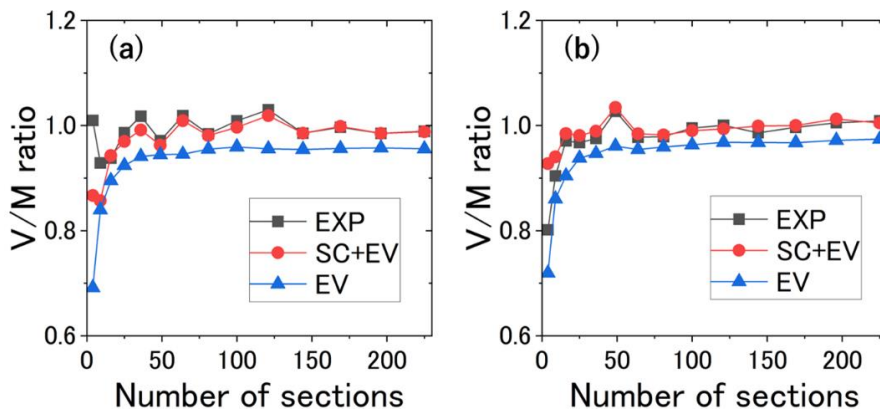 1.2
(a)
1.0
0.8
0.6
V/M ratio
EXP
SC+EV
EV
0
50
100
150
200
Number of sections
1.2
(b)
1.0
0.8
0.6
V/M ratio
EXP
SC+EV
EV
0
50
100
150
200
Number of sections